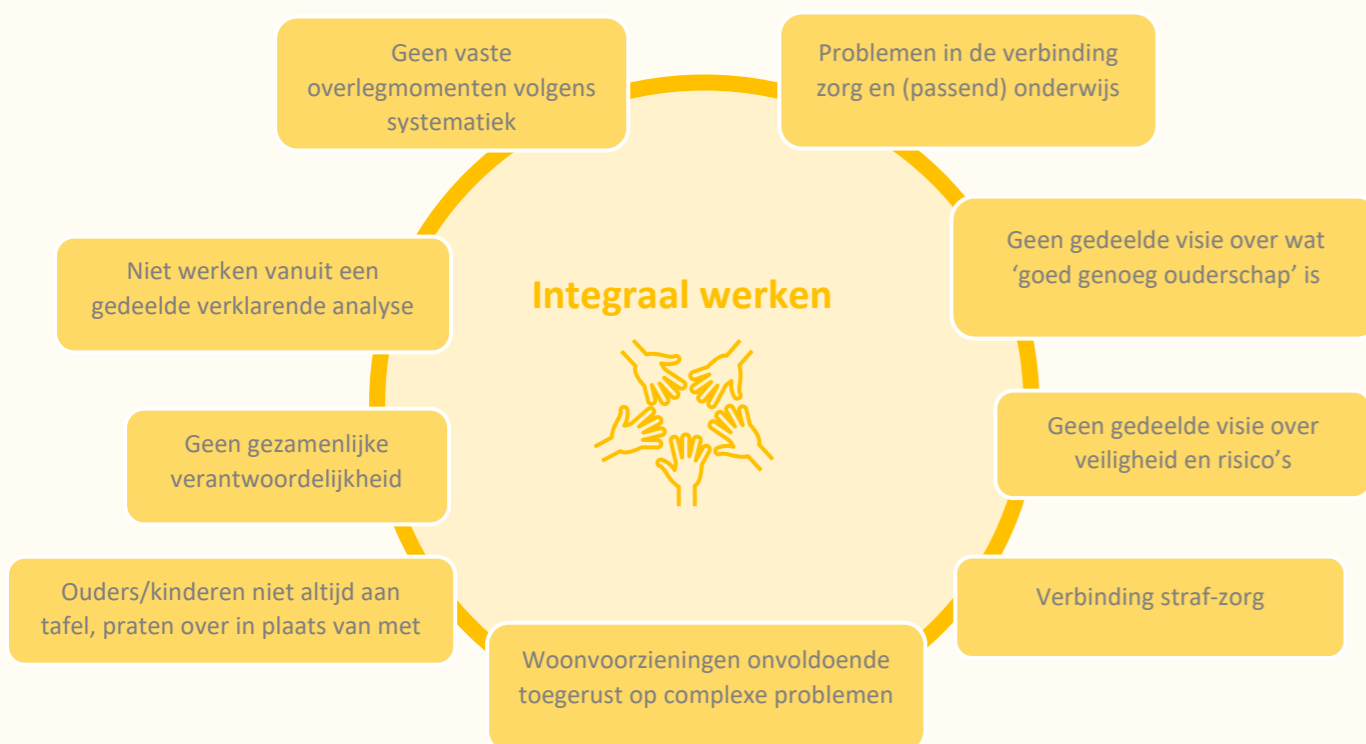 Geen vaste
overlegmomenten volgens
systematiek
Problemen in de verbinding
zorg en (passend) onderwijs
Geen gedeelde visie over wat
‘goed genoeg ouderschap’ is
Geen gedeelde visie over
veiligheid en risico’s
Verbinding straf-zorg
Woonvoorzieningen onvoldoende
toegerust op complexe problemen
Ouders/kinderen niet altijd aan
tafel, praten over in plaats van met
Geen gezamenlijke
verantwoordelijkheid
Niet werken vanuit een
gedeelde verklarende analyse
Integraal werken